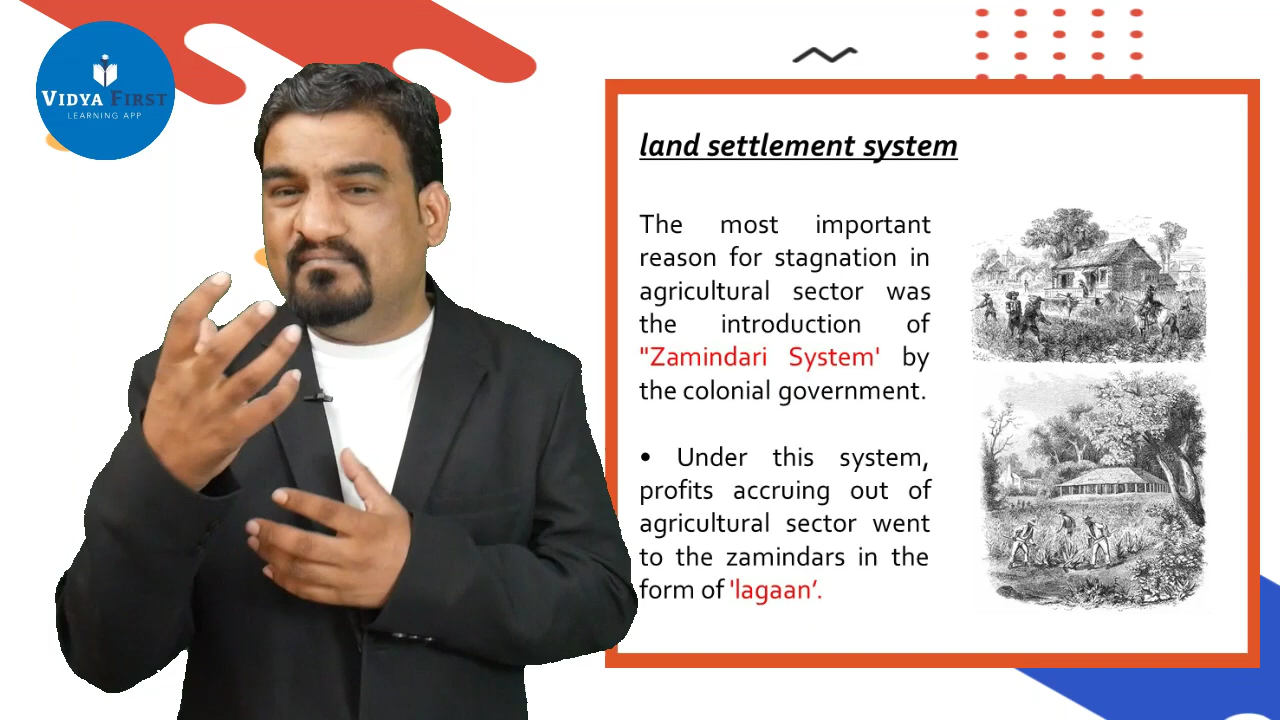 VIDYA FIRST
LEARNING APP
land settlement system
The most important
reason for stagnation in
agricultural sector was
the introduction of
"Zamindari System' by
the colonial government.
• Under this system,
profits accruing out of
agricultural sector went
to the zamindars in the
form of 'lagaan’.